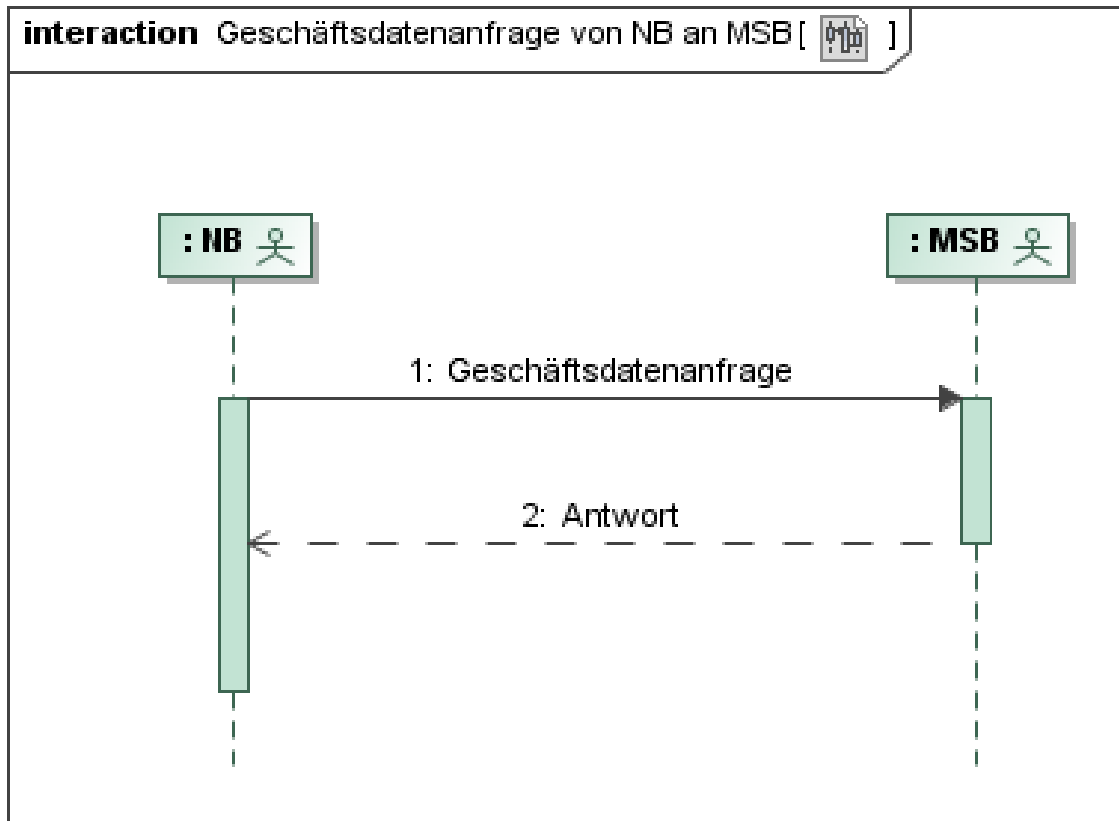 interaction Geschäftsdatenanfrage von NB an MSB [ ]
: NB
: MSB
1: Geschäftsdatenanfrage
2: Antwort